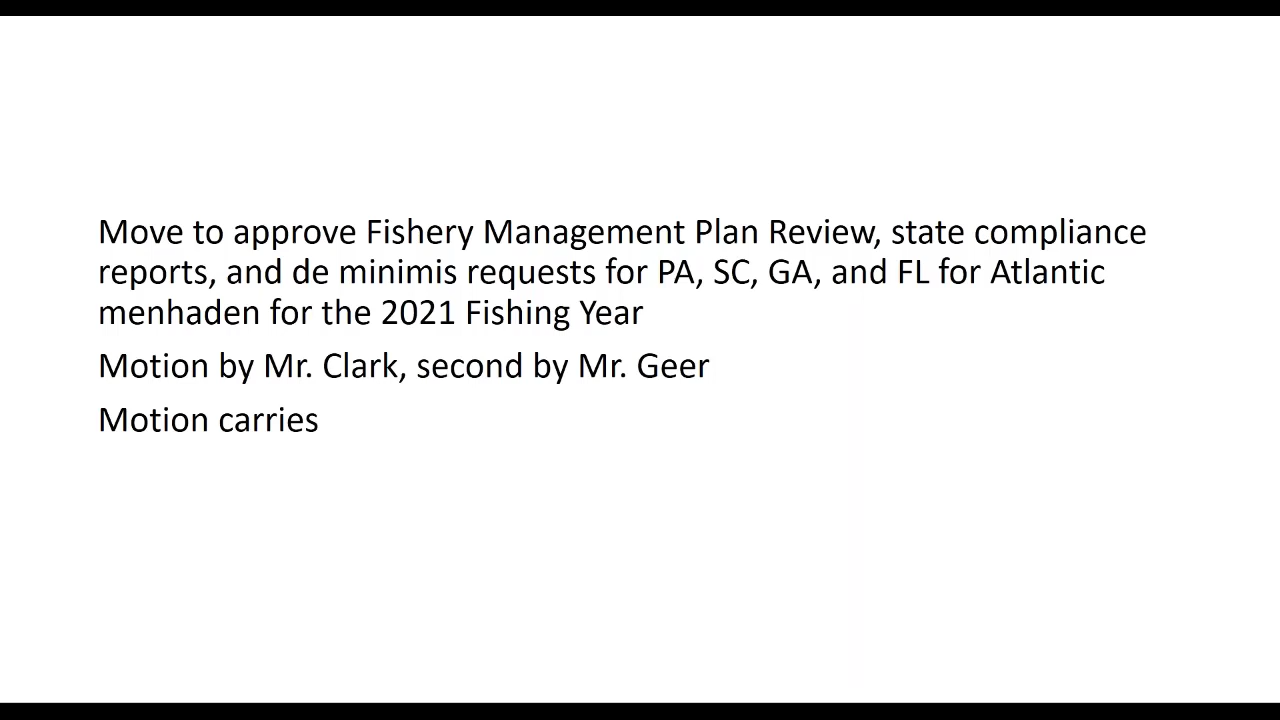 Move to approve Fishery Management Plan Review, state compliance
reports, and de minimis requests for PA, SC, GA, and FL for Atlantic
menhaden for the 2021 Fishing Year
Motion by Mr. Clark, second by Mr. Geer
Motion carries